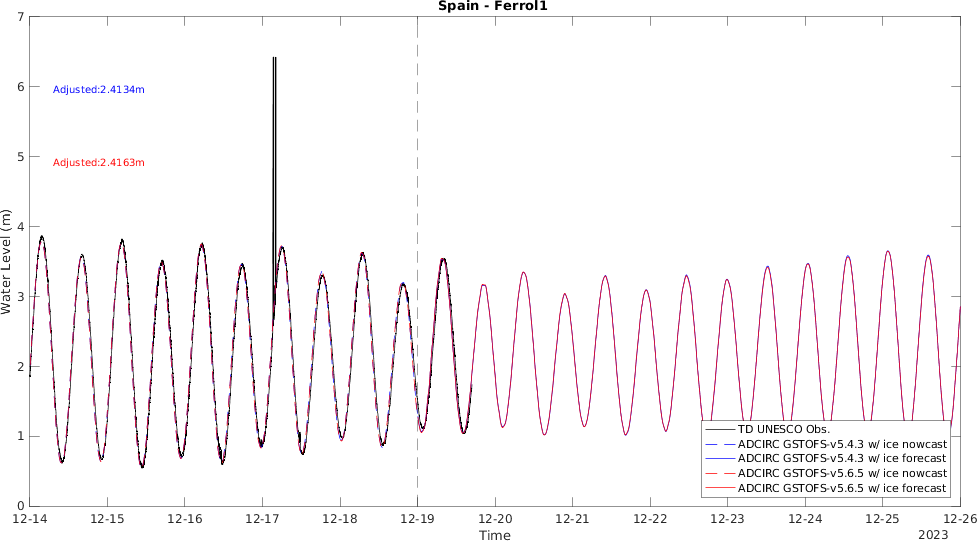 Spain - Ferrol1
7
6
5
4
3
2
1
0
Water Level (m)
Adjusted:2.4134m
Adjusted:2.4163m
TD UNESCO Obs.
ADCIRC GSTOFS-v5.4.3 w/ ice nowcast
ADCIRC GSTOFS-v5.4.3 w/ ice forecast
ADCIRC GSTOFS-v5.6.5 w/ ice nowcast
ADCIRC GSTOFS-v5.6.5 w/ ice forecast
12-14 12-15 12-16 12-17 12-18 12-19 12-20 12-21 12-22 12-23 12-24 12-25 12-26
Time
2023